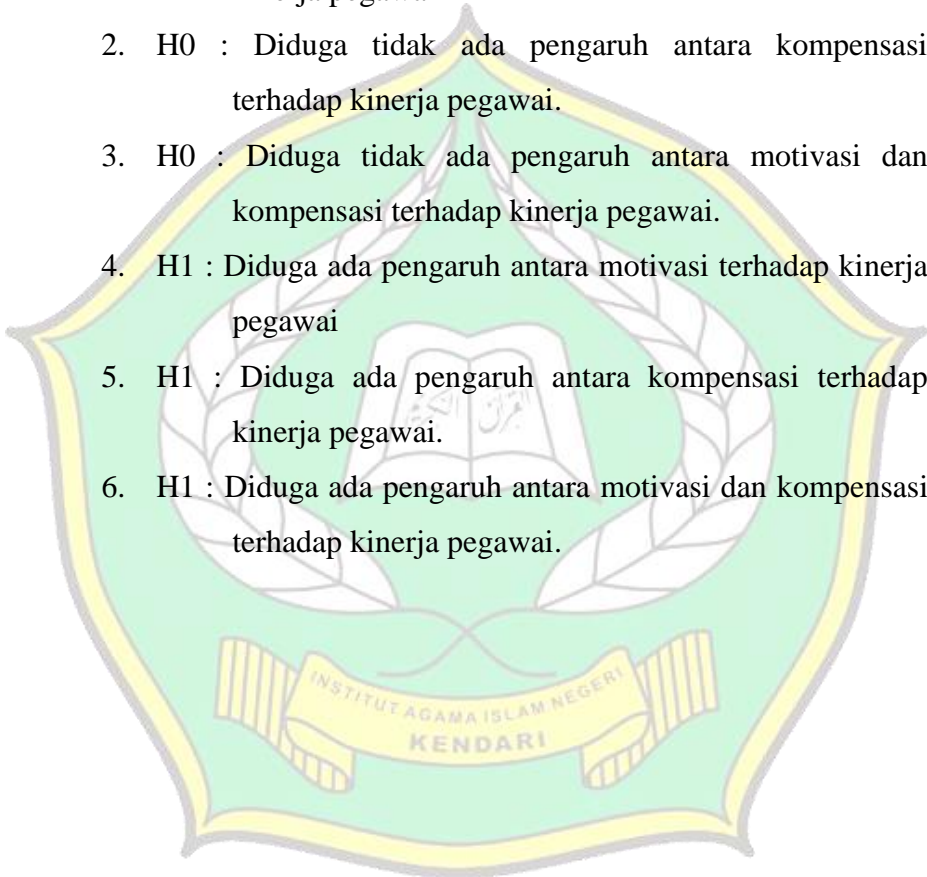 pegawai
2. H0 : Diduga tidak ada pengaruh antara kompensasi
terhadap kinerja pegawai.
3. H0 : Diduga tidak ada pengaruh antara motivasi dan
kompensasi terhadap kinerja pegawai.
4. H1 : Diduga ada pengaruh antara motivasi terhadap kinerja
pegawai
5. H1 : Diduga ada pengaruh antara kompensasi terhadap
kinerja pegawai.
6. H1 : Diduga ada pengaruh antara motivasi dan kompensasi
terhadap kinerja pegawai.
القرآن الكريم
INSTITUT AGAMA ISLAM NEGERI
KENDARI